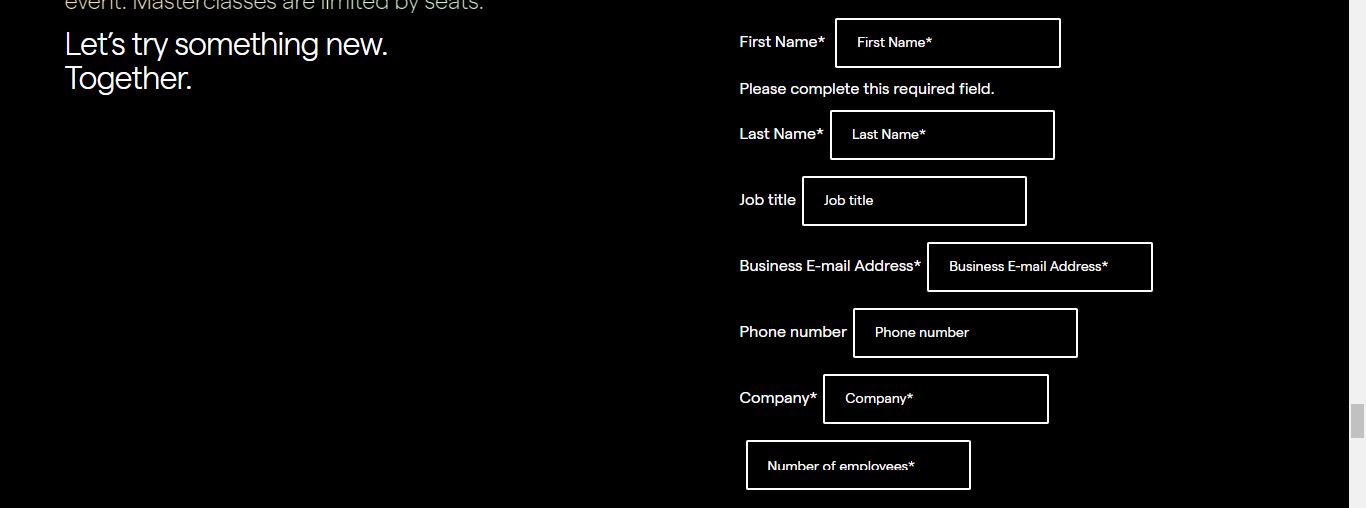 event. Masterclasses are limited by seats.
Let's try something new.
Together.
First Name* First Name*
Please complete this required field.
Last Name* Last Name*
Job title Job title
Business E-mail Address* Business E-mail Address*
Phone number Phone number
Company* Company*
Number of employees*